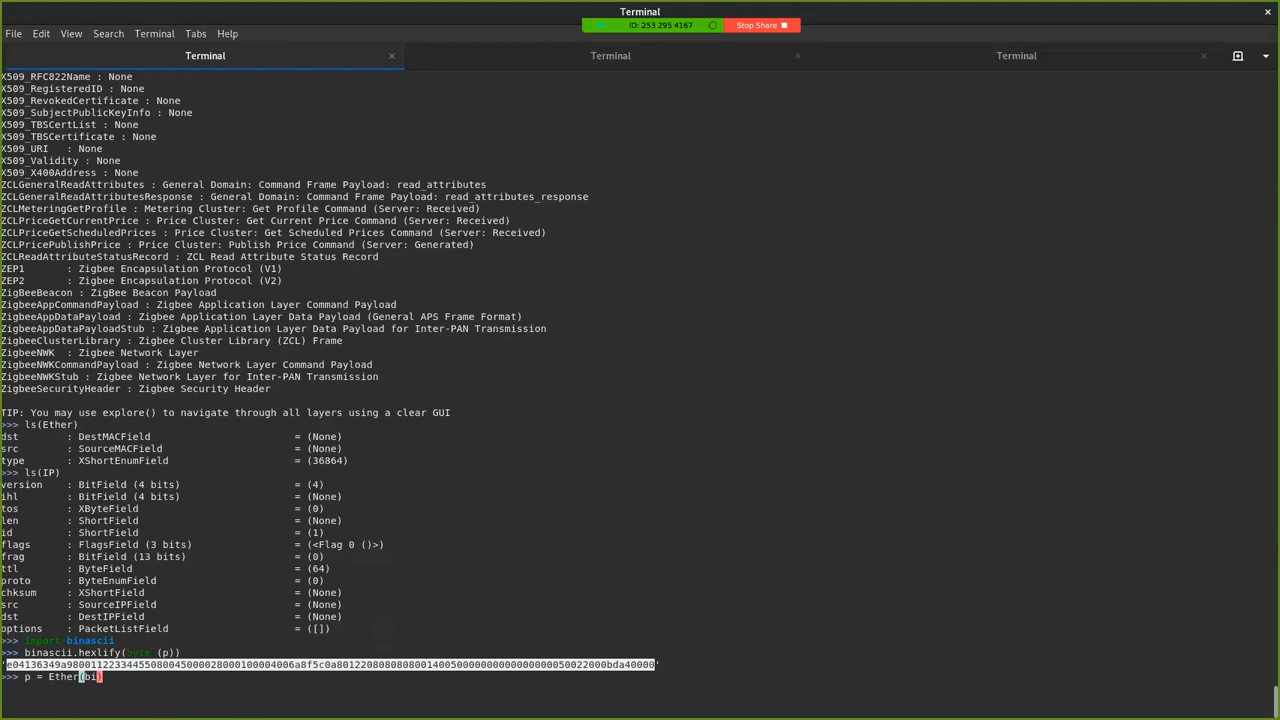 Terminal
ID: 253 295 4167 Stop Share
File Edit View Search Terminal Tabs Help
Terminal Terminal Terminal
X509_RFC822Name : None
X509_RegisteredID : None
X509_RevokedCertificate : None
X509_SubjectPublicKeyInfo : None
X509_TBSCertList : None
X509_TBSCertificate : None
X509_URI : None
X509_Validity : None
X509_X400Address : None
ZCLGeneralReadAttributes : General Domain: Command Frame Payload: read_attributes
ZCLGeneralReadAttributesResponse : General Domain: Command Frame Payload: read_attributes_response
ZCLMeteringGetProfile : Metering Cluster: Get Profile Command (Server: Received)
ZCLPriceGetCurrentPrice : Price Cluster: Get Current Price Command (Server: Received)
ZCLPriceGetScheduledPrices : Price Cluster: Get Scheduled Prices Command (Server: Received)
ZCLPricePublishPrice : Price Cluster: Publish Price Command (Server: Generated)
ZCLReadAttributeStatusRecord : ZCL Read Attribute Status Record
ZEP1 : Zigbee Encapsulation Protocol (V1)
ZEP2 : Zigbee Encapsulation Protocol (V2)
ZigBeeBeacon : ZigBee Beacon Payload
ZigbeeAppCommandPayload : Zigbee Application Layer Command Payload
ZigbeeAppDataPayload : Zigbee Application Layer Data Payload (General APS Frame Format)
ZigbeeAppDataPayloadStub : Zigbee Application Layer Data Payload for Inter-PAN Transmission
ZigbeeClusterLibrary : Zigbee Cluster Library (ZCL) Frame
ZigbeeNWK : Zigbee Network Layer
ZigbeeNWKCommandPayload : Zigbee Network Layer Command Payload
ZigbeeNWKStub : Zigbee Network Layer for Inter-PAN Transmission
ZigbeeSecurityHeader : Zigbee Security Header
TIP: You may use explore() to navigate through all layers using a clear GUI
>>> ls(Ether)
dst : DestMACField = (None)
src : SourceMACField = (None)
type : XShortEnumField = (36864)
>>> ls(IP)
version : BitField (4 bits) = (4)
ihl : BitField (4 bits) = (None)
tos : XByteField = (0)
len : ShortField = (None)
id : ShortField = (1)
flags : FlagsField (3 bits) = (<Flag 0 ()>)
frag : BitField (13 bits) = (0)
ttl : ByteField = (64)
proto : ByteEnumField = (0)
chksum : XShortField = (None)
src : SourceIPField = (None)
dst : DestIPField = (None)
options : PacketListField = ([])
>>> import binascii
>>> binascii.hexlify(byte (p))
'e04136349a98001122334455080045000028000100004006a8f5c0a801220808080800140050000000000000000050022000bda40000'
>>> p = Ether(bi)